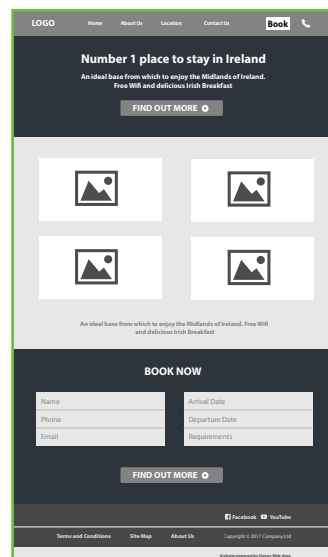 LOGO Home About Us Location Contact Us Book
Number 1 place to stay in Ireland
An ideal base from which to enjoy the Midlands of Ireland.
Free Wifi and delicious Irish Breakfast
FIND OUT MORE
An ideal base from which to enjoy the Midlands of Ireland. Free Wifi
and delicious Irish Breakfast
BOOK NOW
Name Arrival Date
Phone Departure Date
Email Requirements
FIND OUT MORE
Facebook YouTube
Terms and Conditions Site Map About Us Copyright © 2017 Company Ltd